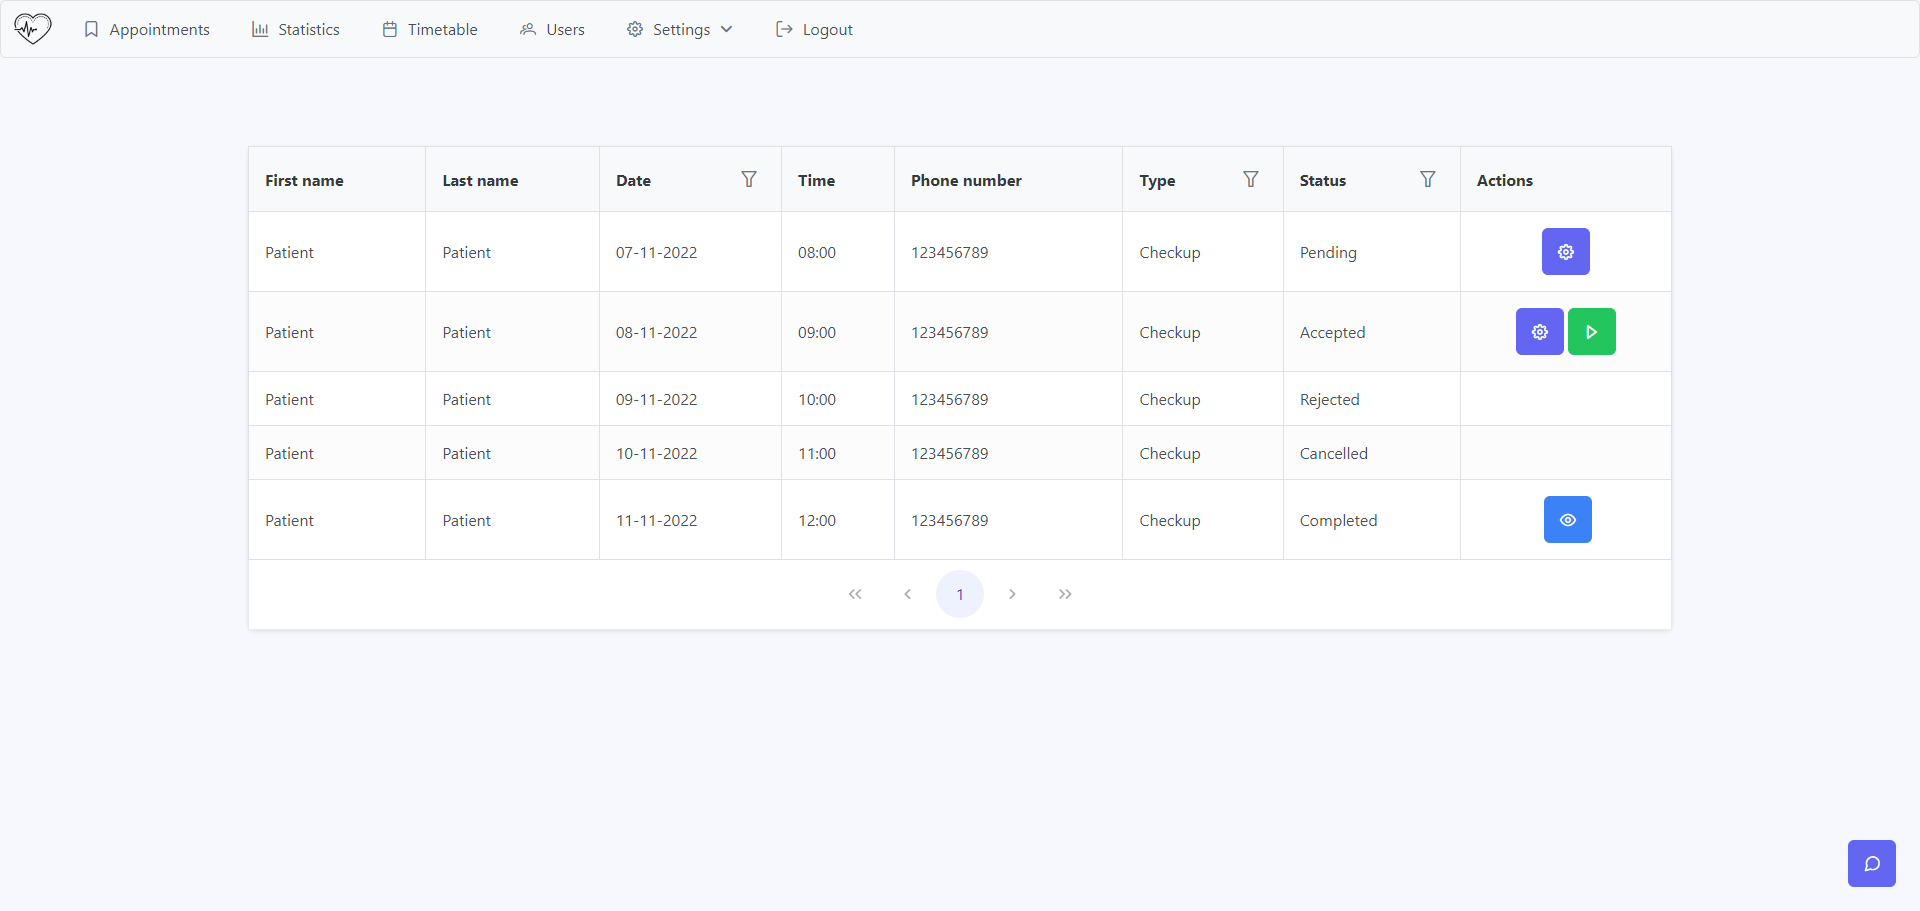 Appointments Statistics Timetable Users Settings Logout
First name Last name Date Time Phone number Type Status Actions
Patient Patient 07-11-2022 08:00 123456789 Checkup Pending
Patient Patient 08-11-2022 09:00 123456789 Checkup Accepted
Patient Patient 09-11-2022 10:00 123456789 Checkup Rejected
Patient Patient 10-11-2022 11:00 123456789 Checkup Cancelled
Patient Patient 11-11-2022 12:00 123456789 Checkup Completed
1